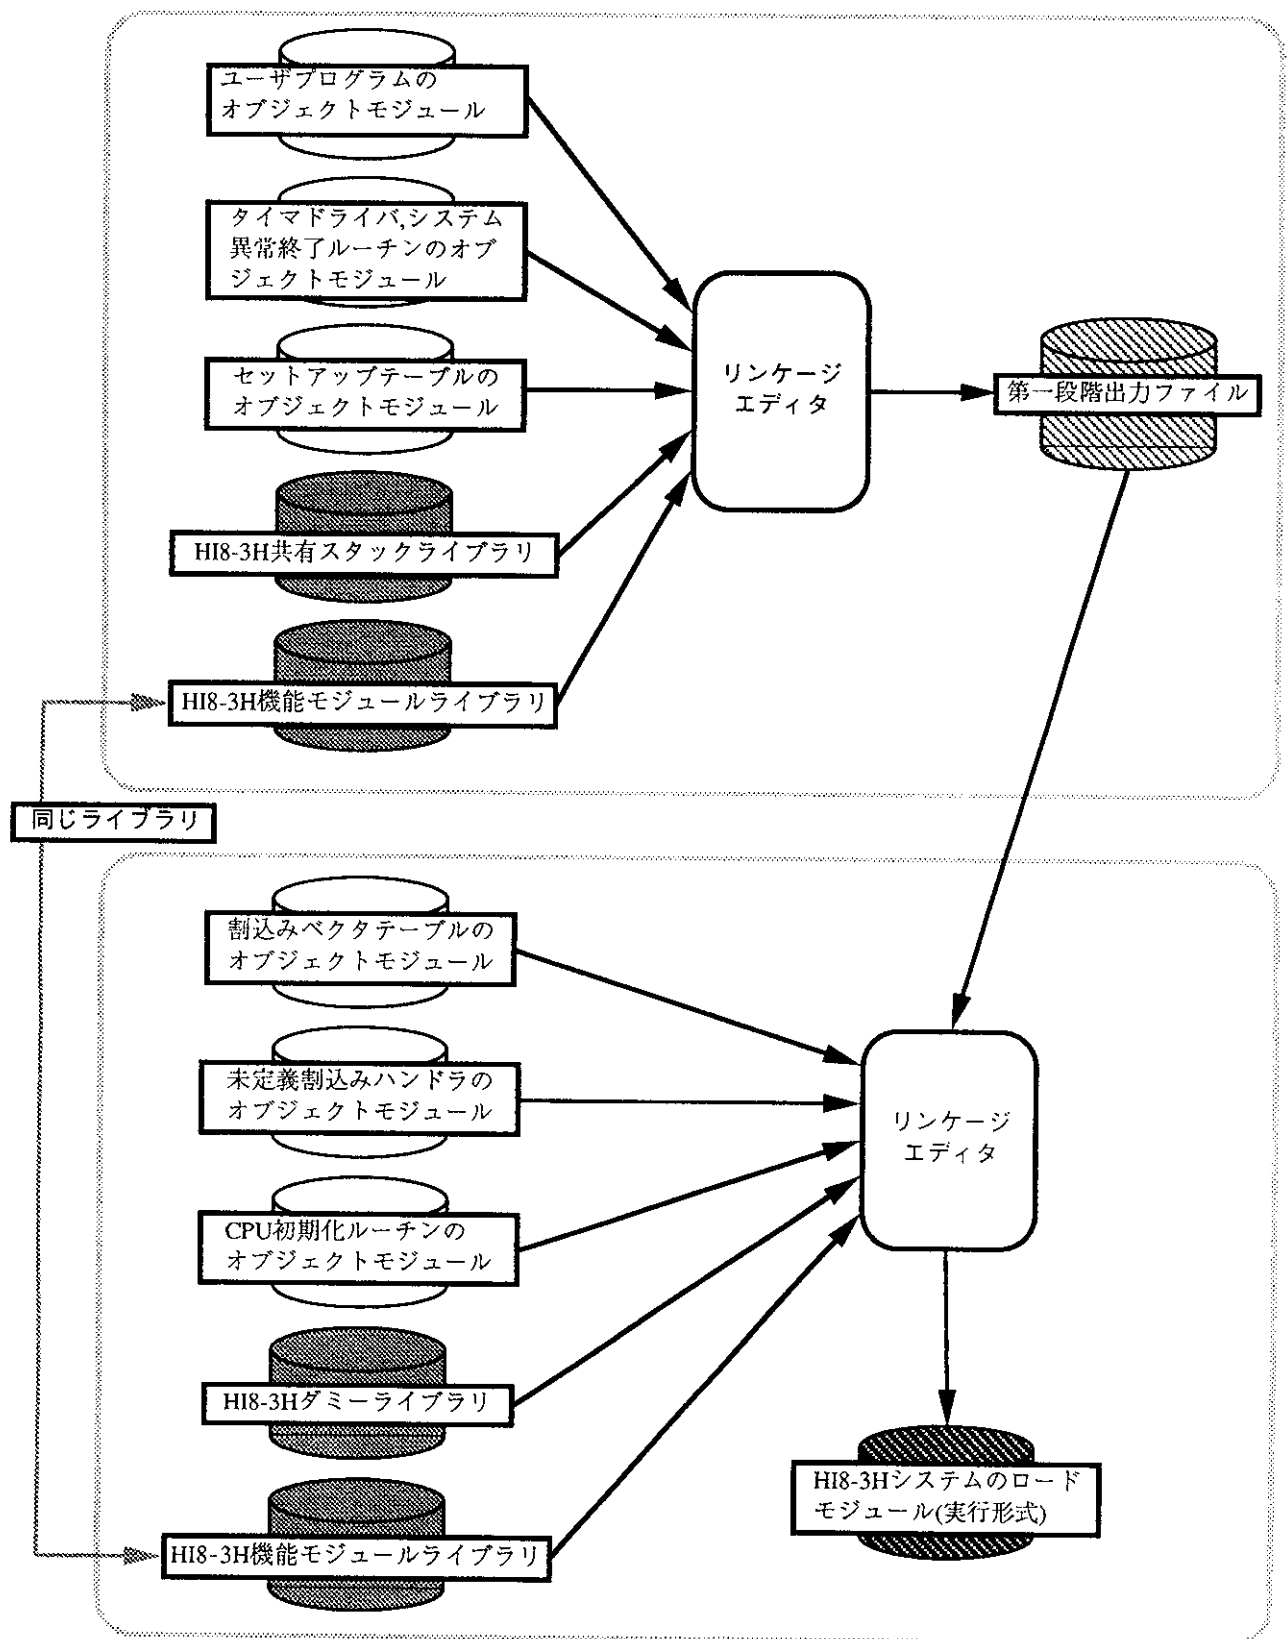 ユーザプログラムの
オブジェクトモジュール
タイマドライバ,システム
異常終了ルーチンのオブ
ジェクトモジュール
セットアップテーブルの
オブジェクトモジュール
HI8-3H共有スタックライブラリ
HI8-3H機能モジュールライブラリ
リンケージ
エディタ
第一段階出力ファイル
同じライブラリ
割込みベクタテーブルの
オブジェクトモジュール
未定義割込みハンドラの
オブジェクトモジュール
CPU初期化ルーチンの
オブジェクトモジュール
HI8-3Hダミーライブラリ
HI8-3H機能モジュールライブラリ
リンケージ
エディタ
HI8-3Hシステムのロード
モジュール(実行形式)